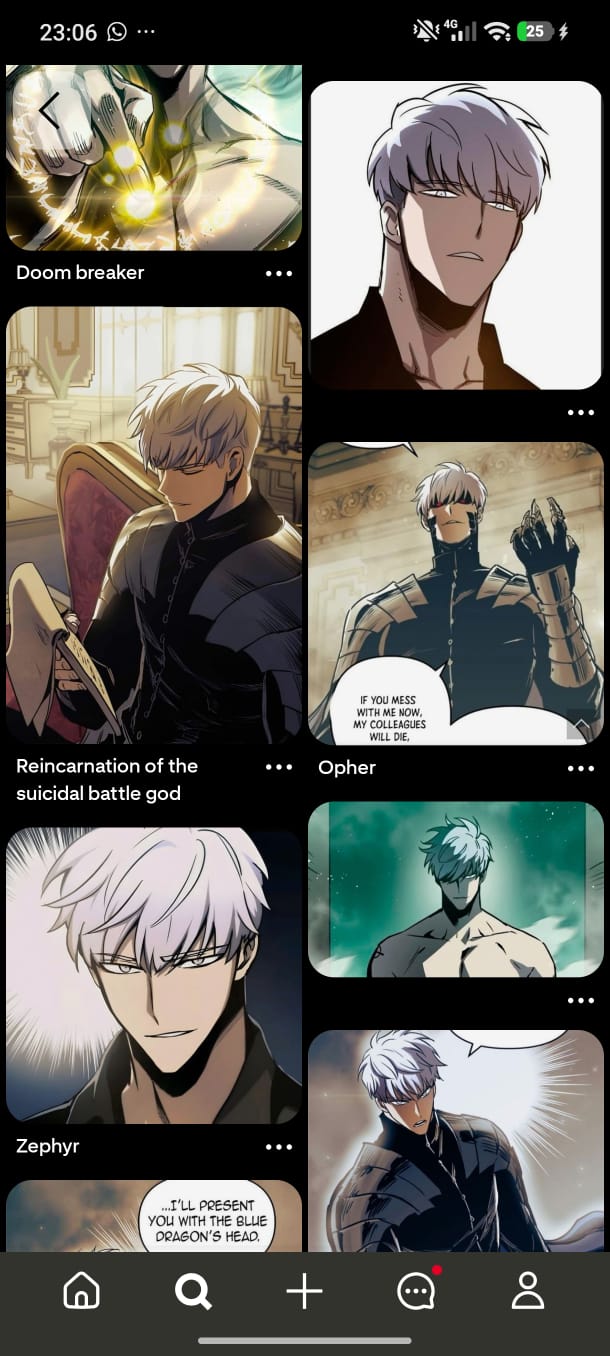 23:06
4G
25
Doom breaker
IF YOU MESS
WITH ME NOW,
MY COLLEAGUES
WILL DIE,
Reincarnation of the
suicidal battle god
Opher
Zephyr
...I'LL PRESENT
YOU WITH THE BLUE
DRAGON'S HEAD.